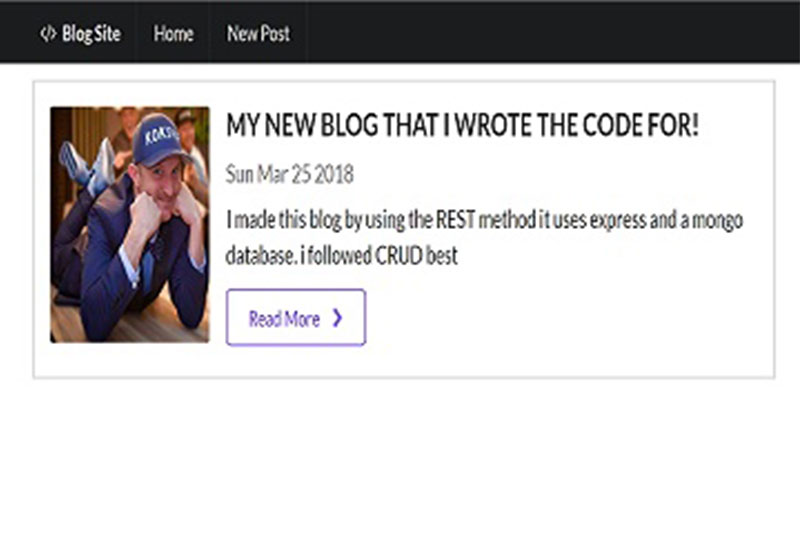 </> Blog Site Home New Post
MY NEW BLOG THAT I WROTE THE CODE FOR!
Sun Mar 25 2018
I made this blog by using the REST method it uses express and a mongo
database. i followed CRUD best
Read More